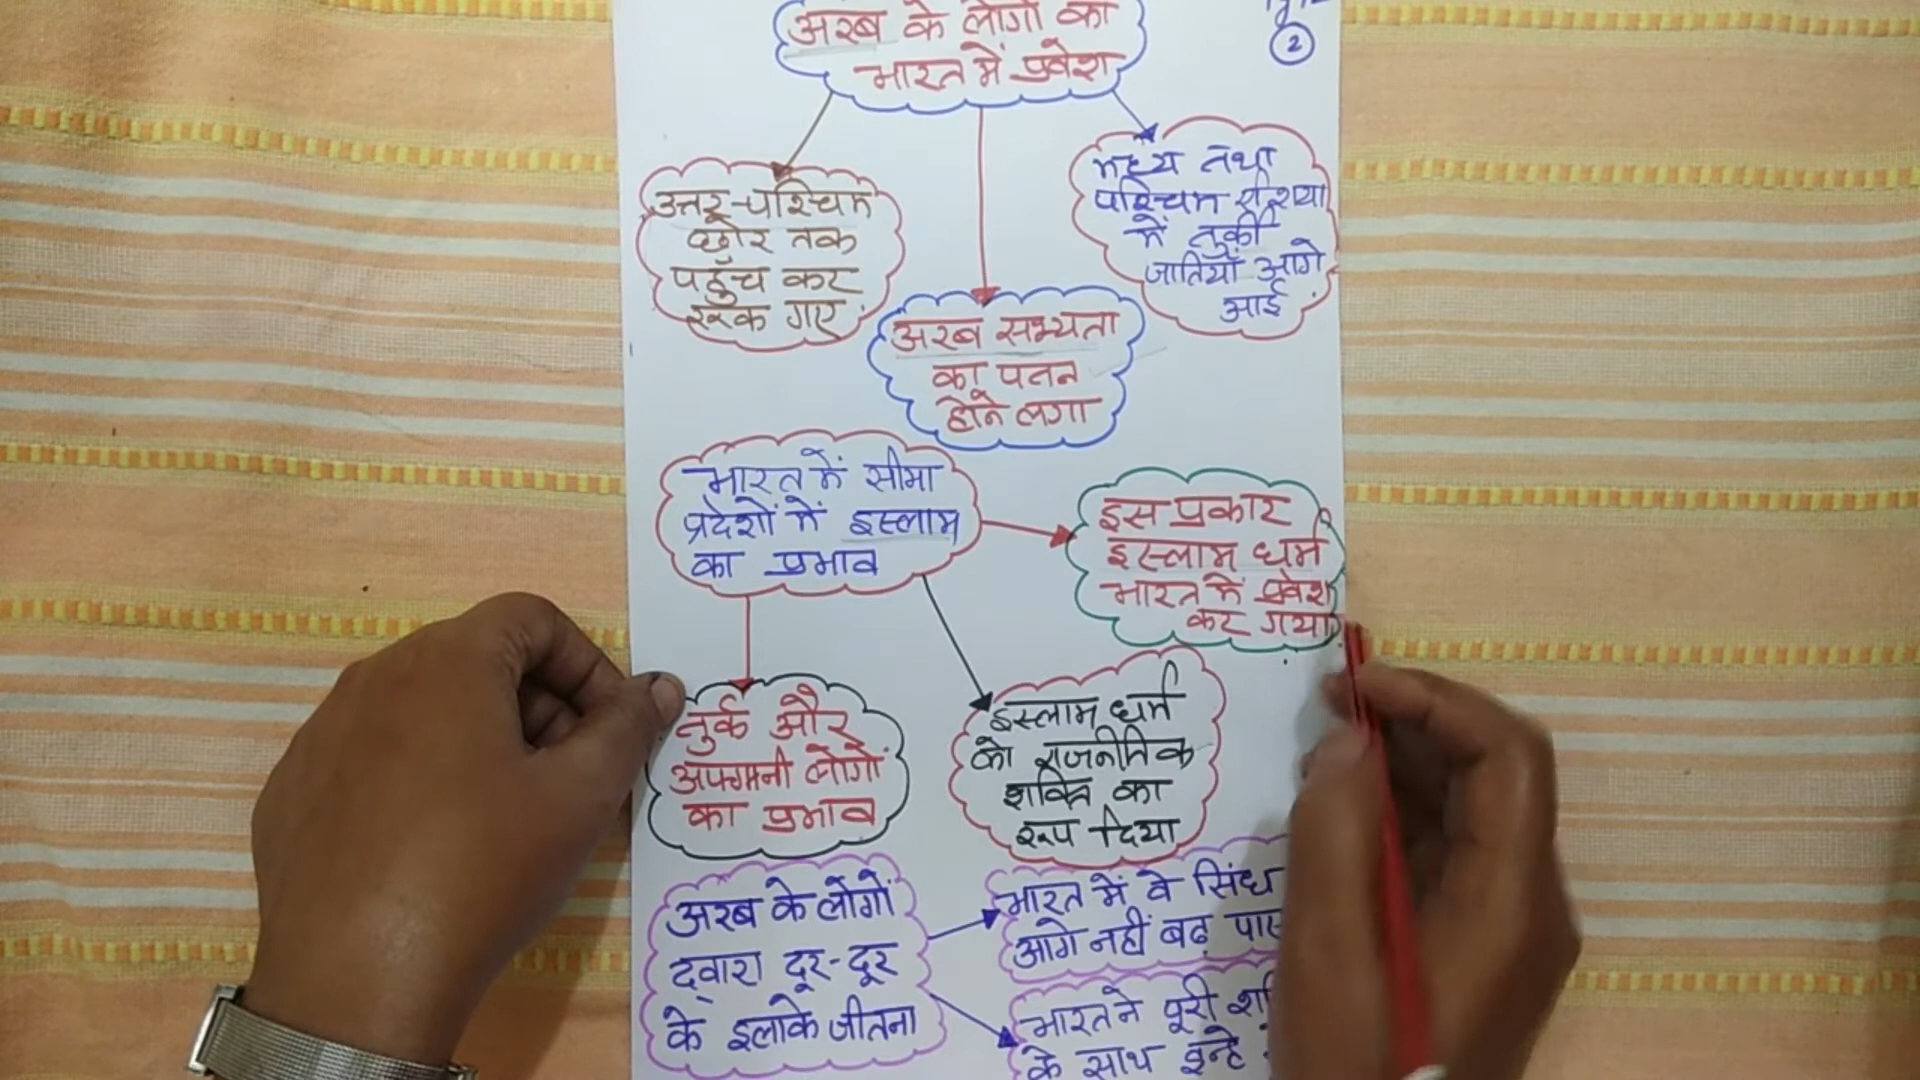 अरब के लोगों का
भारत में प्रवेश
2
उत्तर-पश्चिम
छोर तक
पहुँच कर
रूक गए
अरब सभ्यता
का पतन
होने लगा
मध्य तथा
पश्चिम एशिया
में तुर्की
जातियाँ आगे
आई
भारत में सीमा
प्रदेशों में इस्लाम
का प्रभाव
इस प्रकार
इस्लाम धर्म
भारत में प्रवेश
कर गया
तुर्क और
अफगानी लोगों
का प्रभाव
इस्लाम धर्म
को राजनीतिक
शक्ति का
रूप दिया
अरब के लोगों
द्वारा दूर-दूर
के इलाके जीतना
भारत में वे सिंध
आगे नहीं बढ़ पाए
भारत ने पूरी
के साथ इन्हे